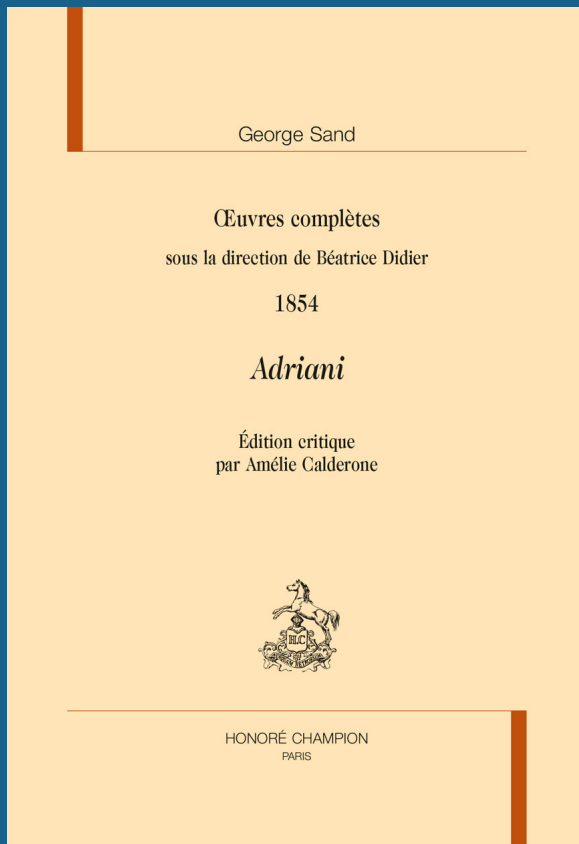 George Sand
Œuvres complètes
sous la direction de Béatrice Didier
1854
Adriani
Édition critique
par Amélie Calderone
H.C
HONORÉ CHAMPION
PARIS